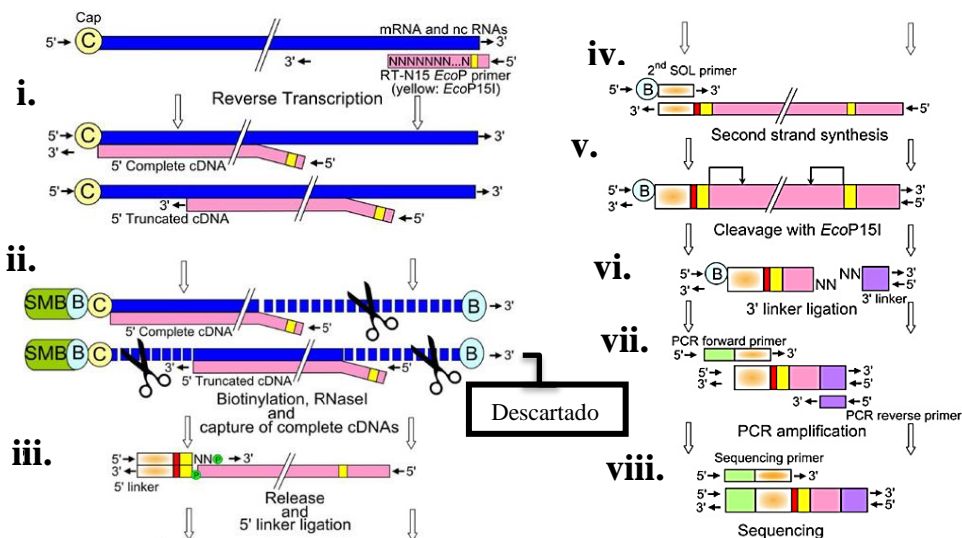 Cap
5' C mRNA and nc RNAs 3'
3' NNNNNNN...N 5'
RT-N15 EcoP primer
(yellow: EcoP15I)
i.
Reverse Transcription
5' C 3'
3' 5' Complete cDNA 5'
5' C 3'
3' 5'
5' Truncated cDNA
ii.
SMB B C B 3'
5' Complete cDNA 5'
SMB B C B 3'
3' Truncated cDNA 5'
Biotinylation, RNaseI
and
capture of complete cDNAs
Descartado
iii.
5' NN P 3'
3' P 5'
5' linker
Release
and
5' linker ligation
iv.
2nd SOL primer
B
5' 3'
3' 5'
Second strand synthesis
v.
5' B 3'
3' 5'
Cleavage with EcoP15I
vi.
5' B NN 3'
3' NN 5'
3' linker
3' linker ligation
vii.
PCR forward primer
5' 3'
5' 3'
3' 5'
3' 5'
PCR reverse primer
PCR amplification
viii.
Sequencing primer
5' 3'
5' 3'
3' 5'
Sequencing